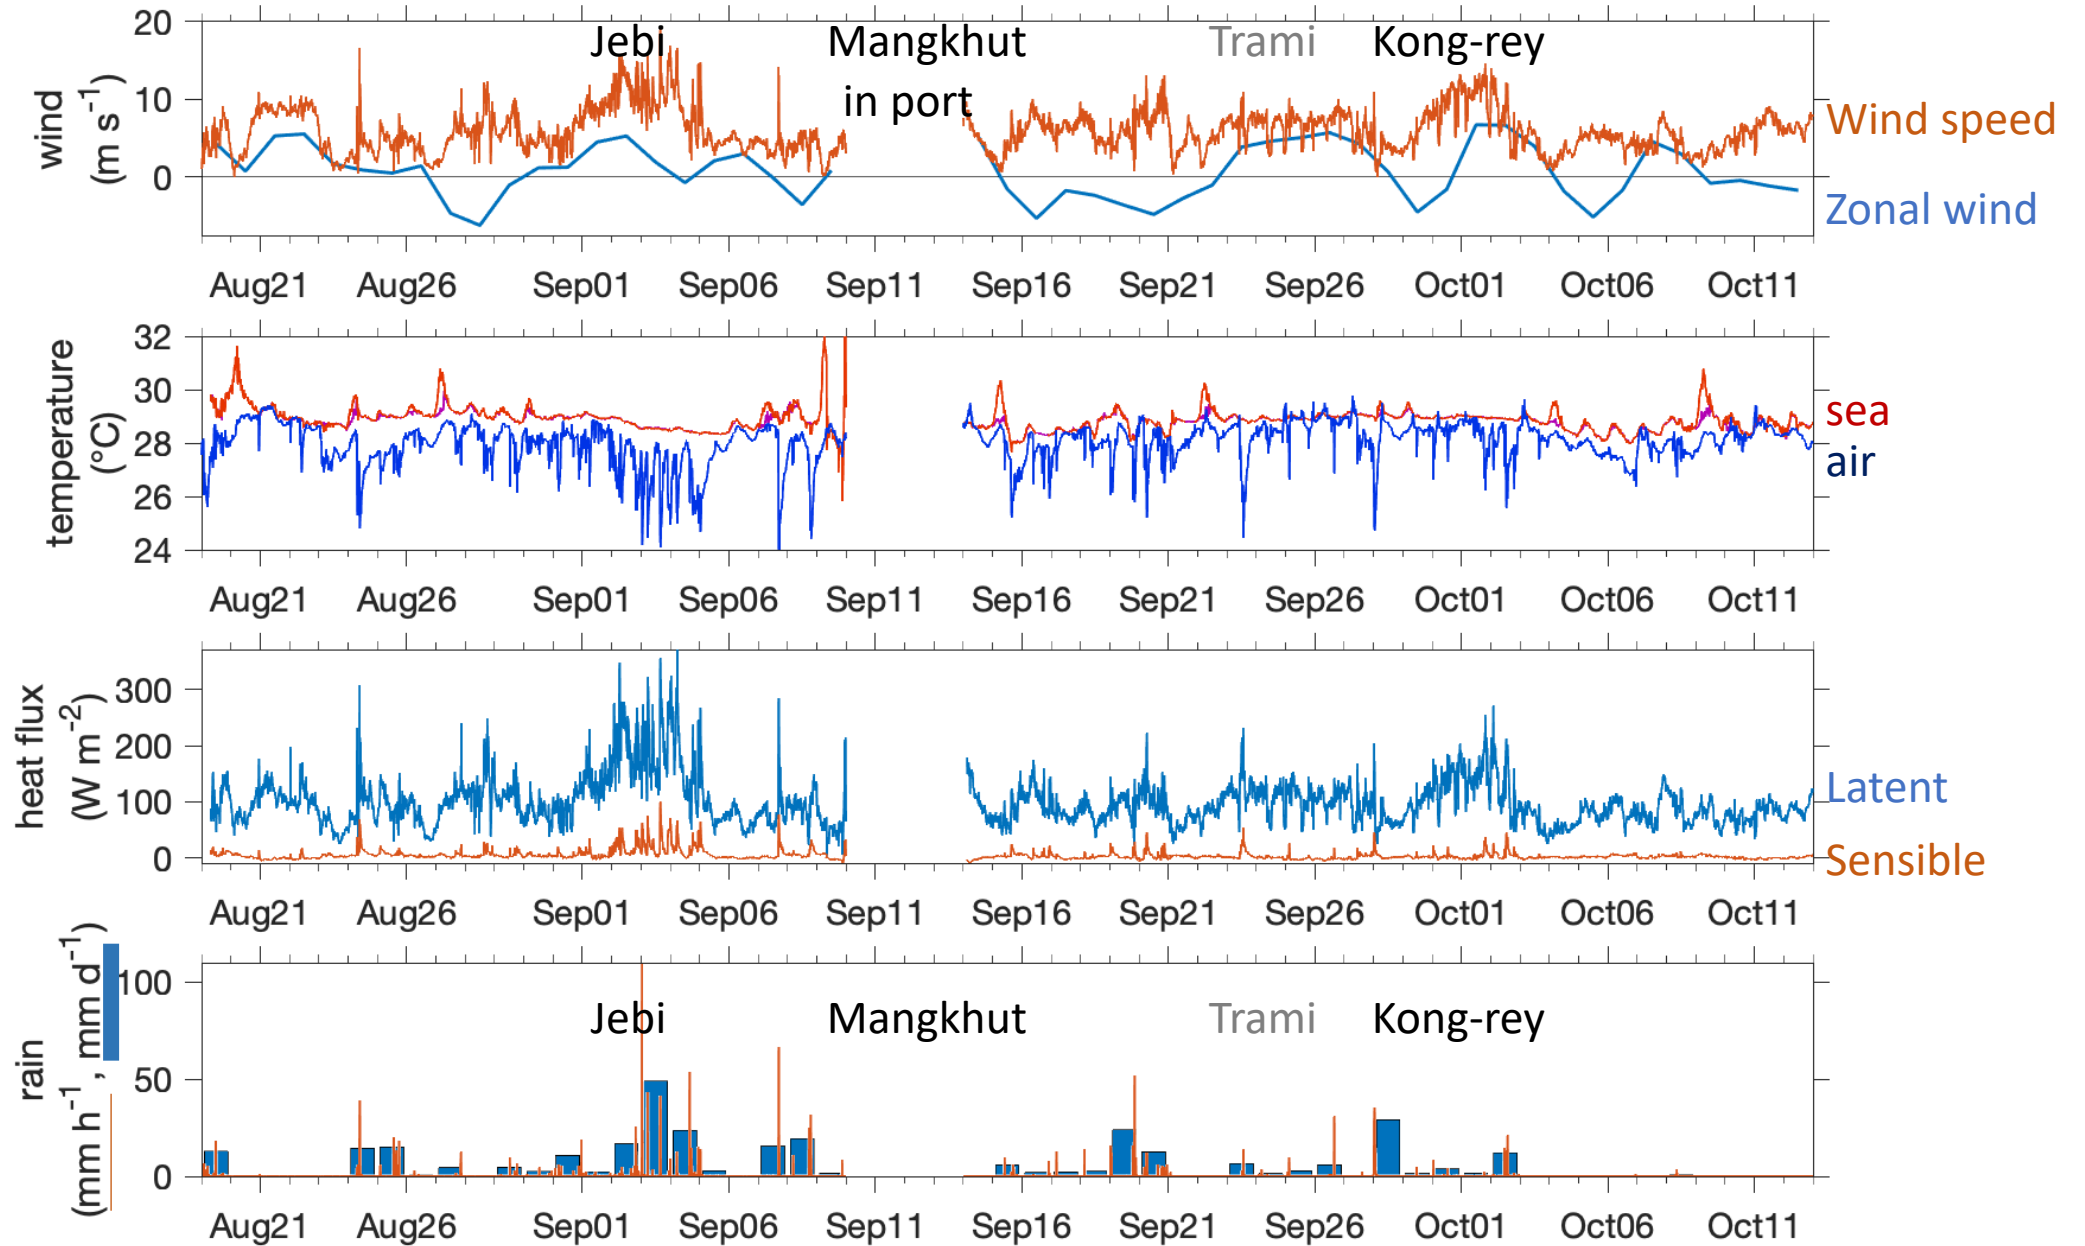 Jebi Mangkhut Trami Kong-rey
in port
20
10
0
wind
(m s⁻¹)
Wind speed
Zonal wind
Aug21 Aug26 Sep01 Sep06 Sep11 Sep16 Sep21 Sep26 Oct01 Oct06 Oct11
32
30
28
26
24
temperature
(°C)
sea
air
Aug21 Aug26 Sep01 Sep06 Sep11 Sep16 Sep21 Sep26 Oct01 Oct06 Oct11
300
200
100
0
heat flux
(W m⁻²)
Latent
Sensible
Aug21 Aug26 Sep01 Sep06 Sep11 Sep16 Sep21 Sep26 Oct01 Oct06 Oct11
100
50
0
rain
(mm h⁻¹, mm d⁻¹)
Jebi Mangkhut Trami Kong-rey
Aug21 Aug26 Sep01 Sep06 Sep11 Sep16 Sep21 Sep26 Oct01 Oct06 Oct11